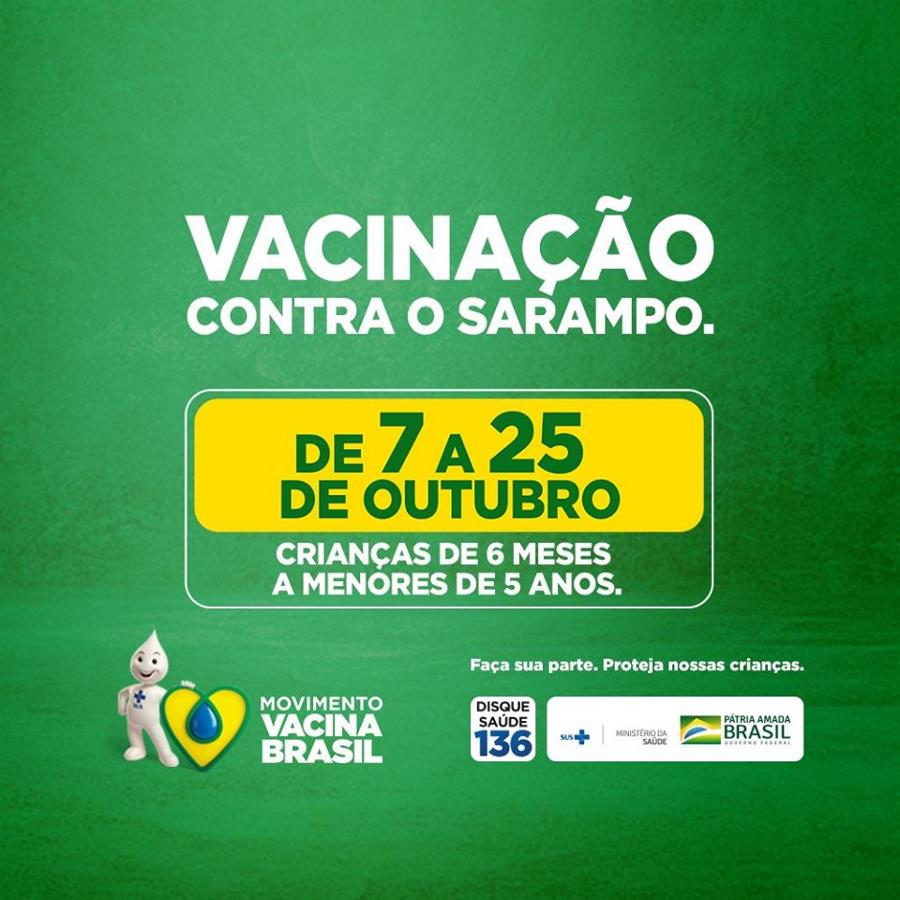 VACINAÇÃO
CONTRA O SARAMPO.
DE 7 A 25
DE OUTUBRO
CRIANÇAS DE 6 MESES
A MENORES DE 5 ANOS.
Faça sua parte. Proteja nossas crianças.
MOVIMENTO
VACINA
BRASIL
DISQUE
SAÚDE
136
SUS
MINISTÉRIO DA
SAÚDE
PÁTRIA AMADA
BRASIL
GOVERNO FEDERAL